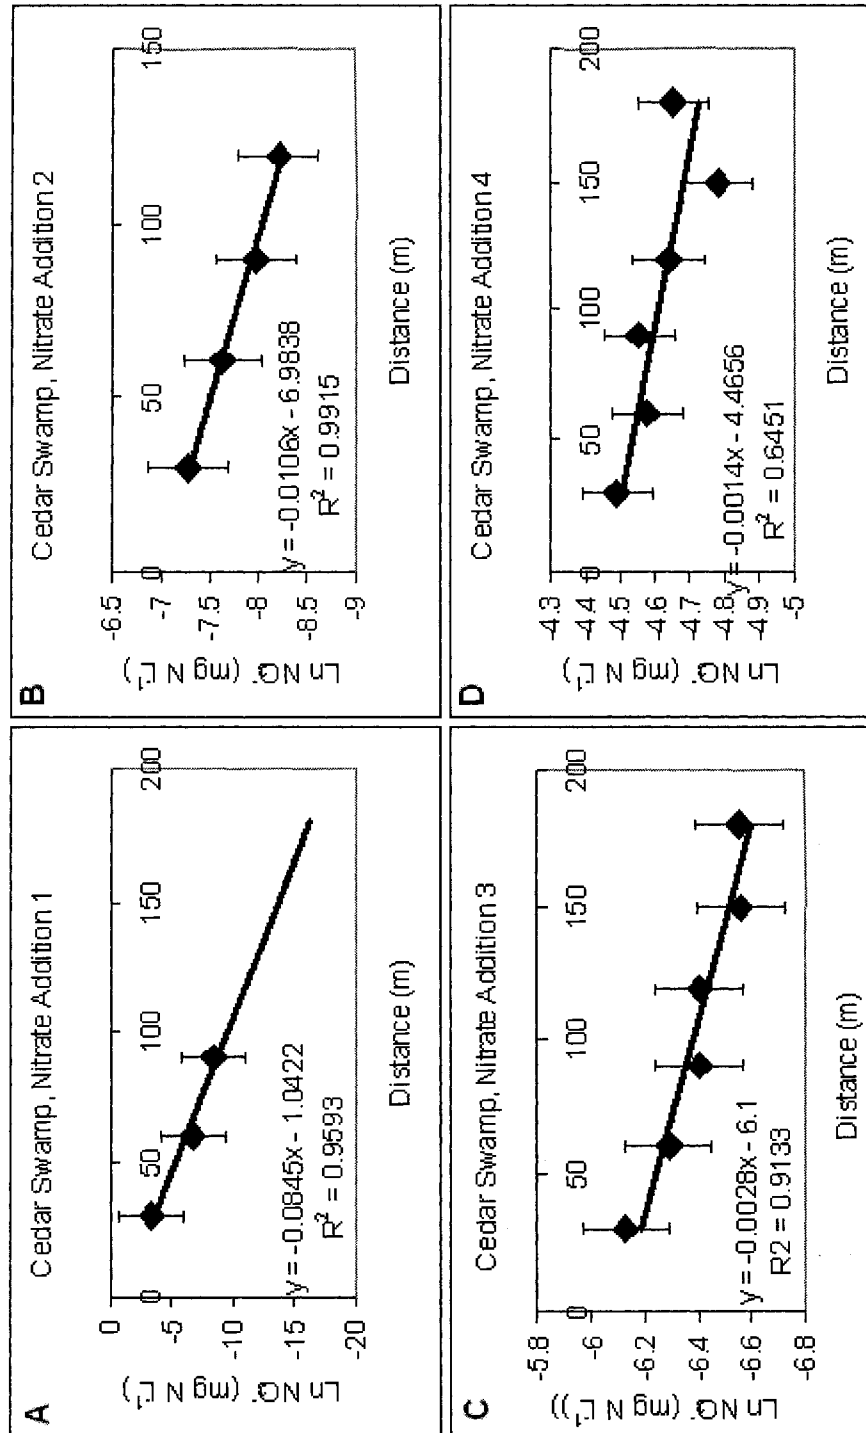 A
Cedar Swamp, Nitrate Addition 1
0
50
100
150
200
0
-5
-10
-15
-20
Ln NO⁻
(mg N L⁻¹)
y = -0.0845x - 1.0422
R² = 0.9593
Distance (m)
B
Cedar Swamp, Nitrate Addition 2
0
50
100
150
-6.5
-7
-7.5
-8
-8.5
-9
Ln NO⁻
(mg N L⁻¹)
y = -0.0106x - 6.9838
R² = 0.9915
Distance (m)
C
Cedar Swamp, Nitrate Addition 3
0
50
100
150
200
-5.8
-6
-6.2
-6.4
-6.6
-6.8
Ln NO⁻
(mg N L⁻¹))
y = -0.0028x - 6.1
R2 = 0.9133
Distance (m)
D
Cedar Swamp, Nitrate Addition 4
0
50
100
150
200
-4.3
-4.4
-4.5
-4.6
-4.7
-4.8
-4.9
-5
Ln NO⁻
(mg N L⁻¹)
y = -0.0014x - 4.4656
R² = 0.6451
Distance (m)